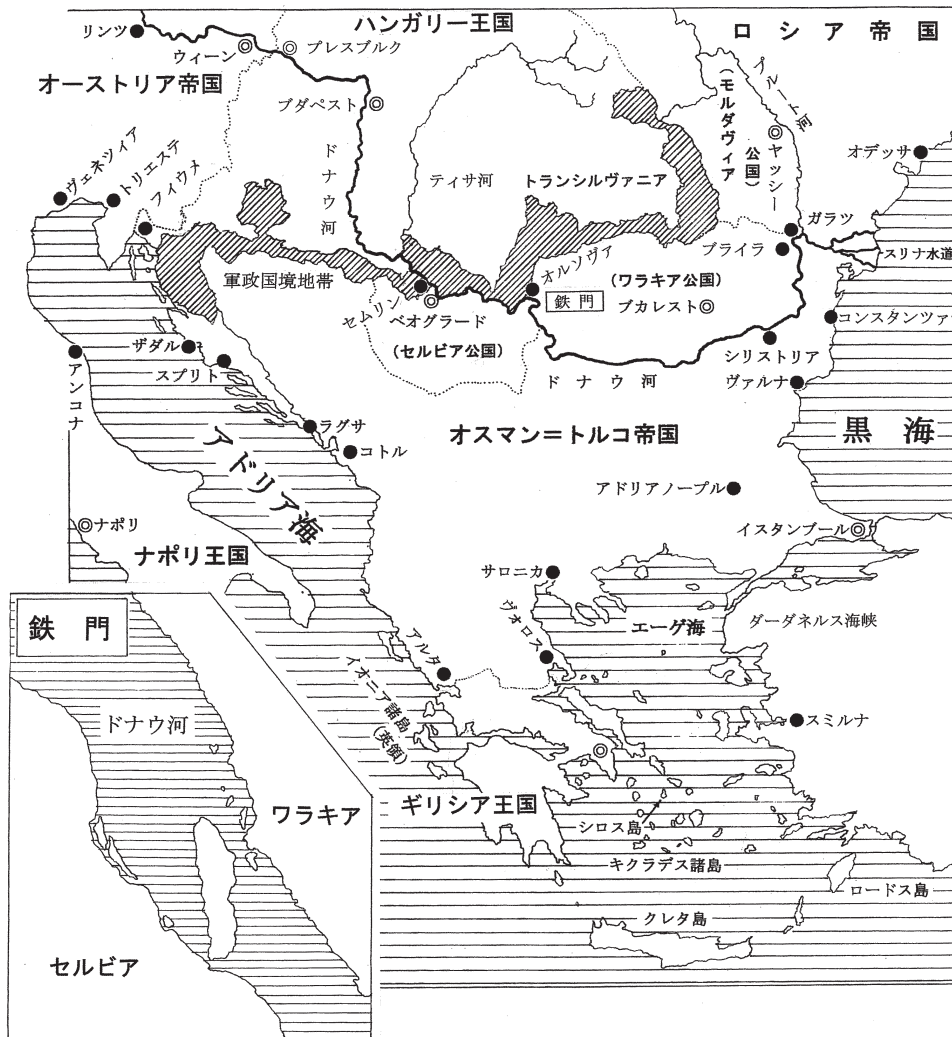 ハンガリー王国
ロシア帝国
リンツ
ウィーン
プレスブルク
オーストリア帝国
ブダペスト
ドナウ河
ティサ河
トランシルヴァニア
(モルダヴィア公国)
プルート河
ヤッシー
オデッサ
ヴェネツィア
トリエステ
フィウメ
ガラツ
ブライラ
スリナ水道
軍政国境地帯
セムリン
オルソヴァ
(ワラキア公国)
鉄門
ブカレスト
ベオグラード
(セルビア公国)
コンスタンツァ
シリストリア
ザダル
スプリト
アンコナ
ドナウ河
ヴァルナ
ラグサ
コトル
オスマン=トルコ帝国
黒海
アドリア海
アドリアノープル
イスタンブール
ナポリ
ナポリ王国
サロニカ
ヴォロス
エーゲ海
ダーダネルス海峡
アルタ
イオニア諸島
(英領)
スミルナ
ギリシア王国
シロス島
キクラデス諸島
ロードス島
クレタ島
鉄門
ドナウ河
ワラキア
セルビア